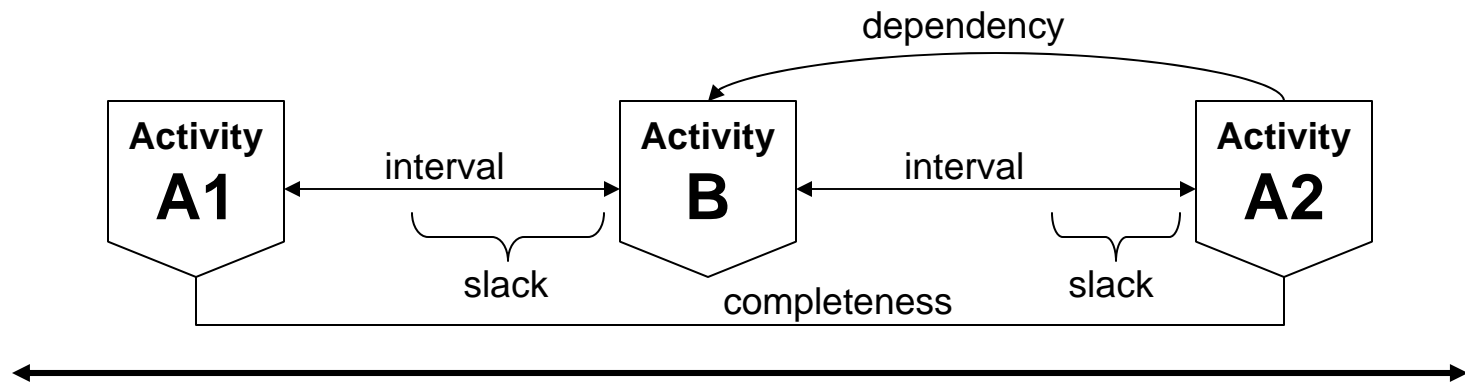 dependency
Activity
A1
interval
Activity
B
interval
Activity
A2
slack
slack
completeness